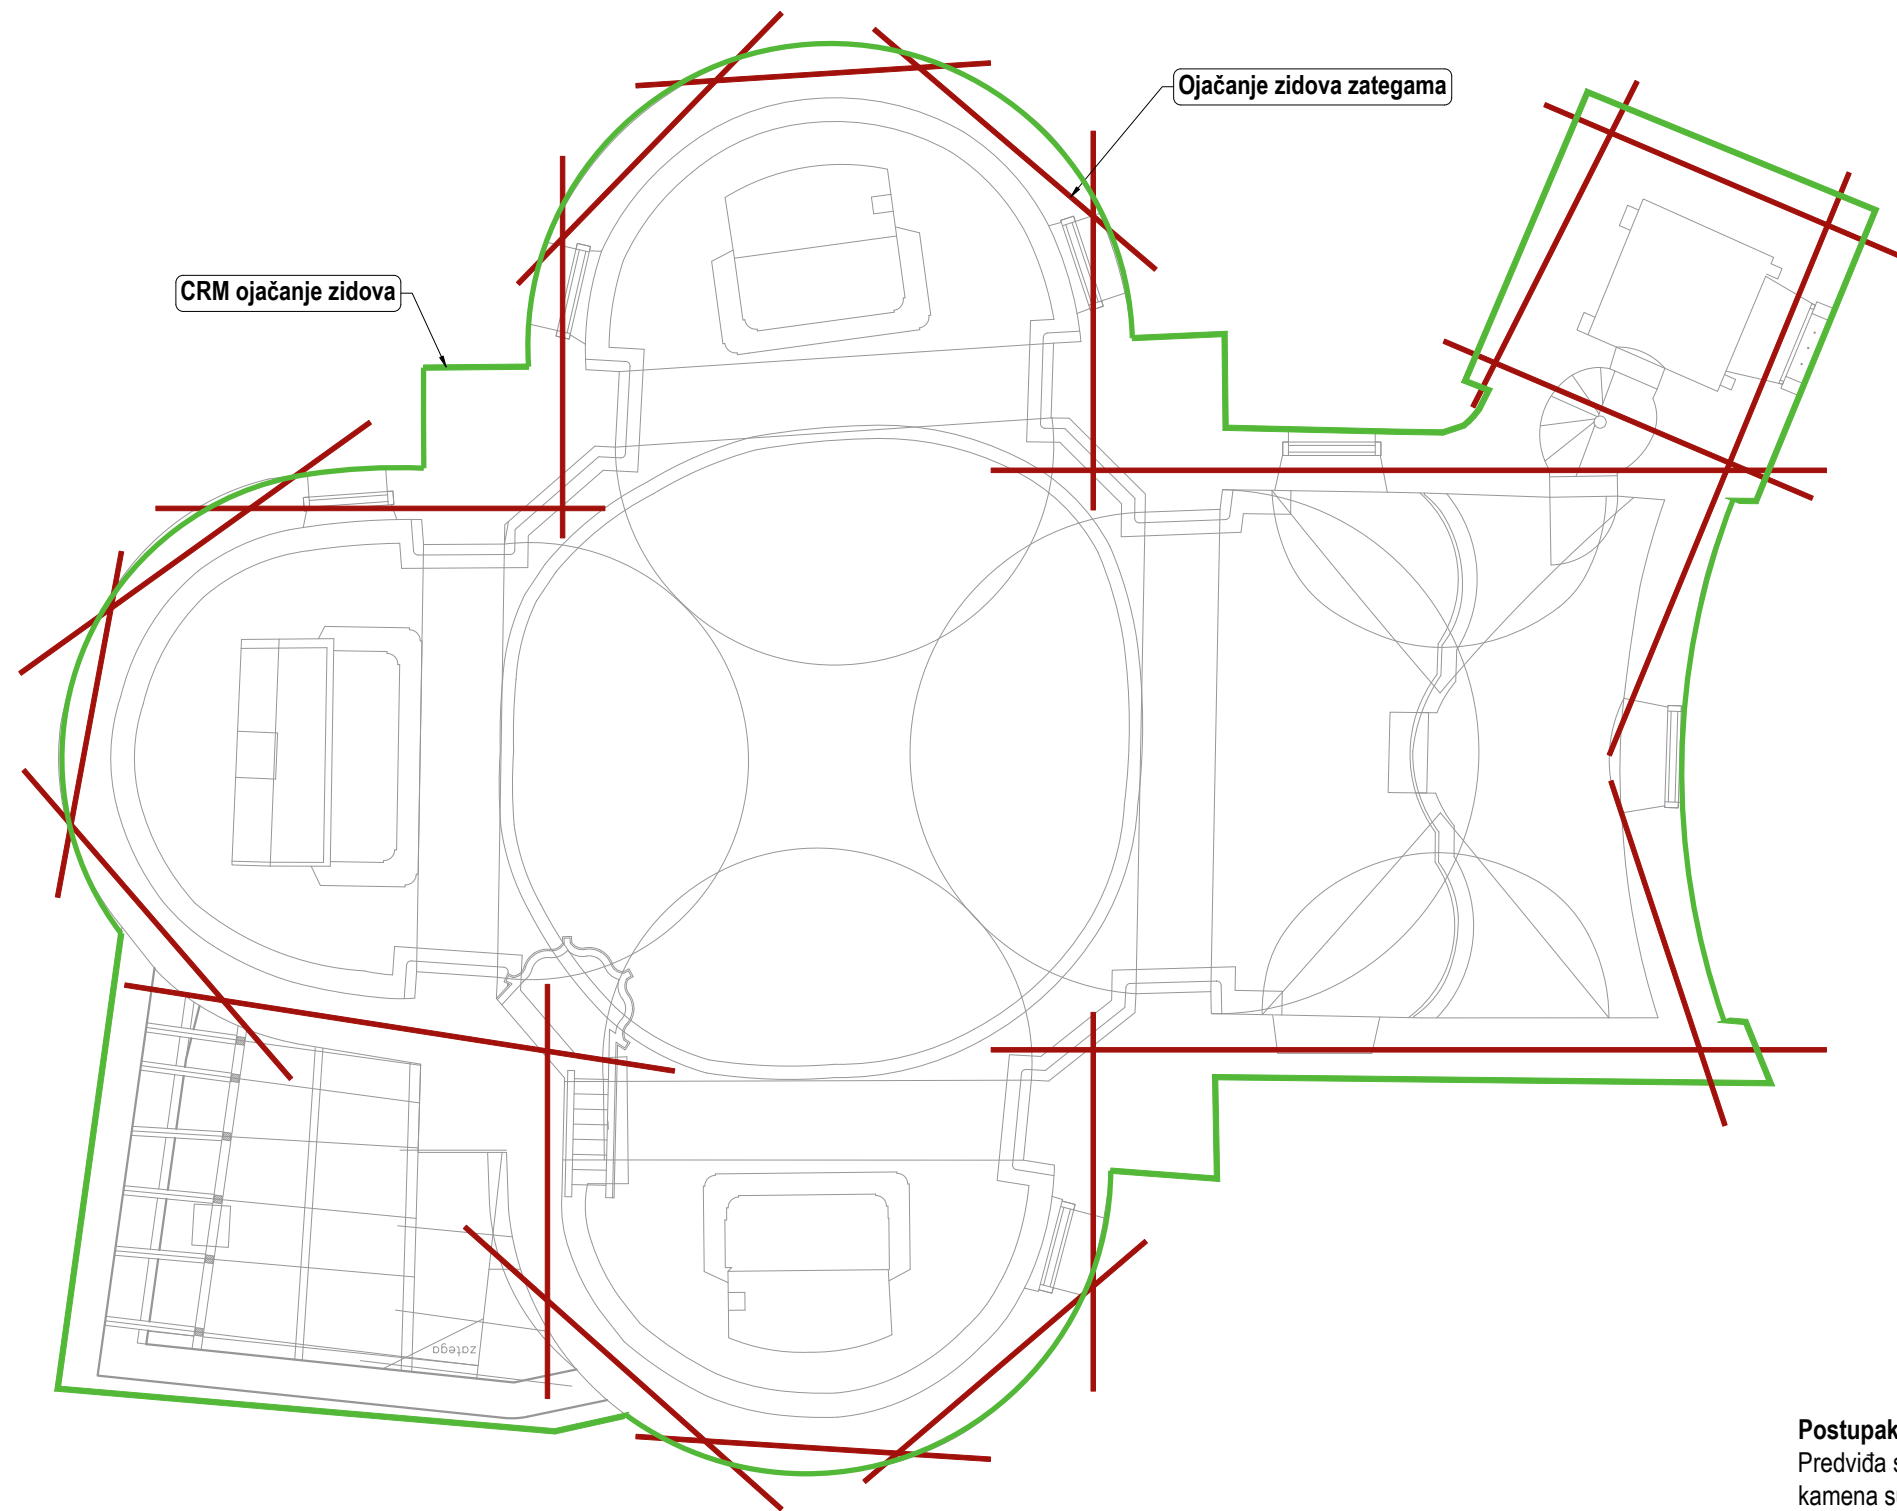 Ojačanje zidova zategama
CRM ojačanje zidova
zatega
Postupak
Predviđa
kamena